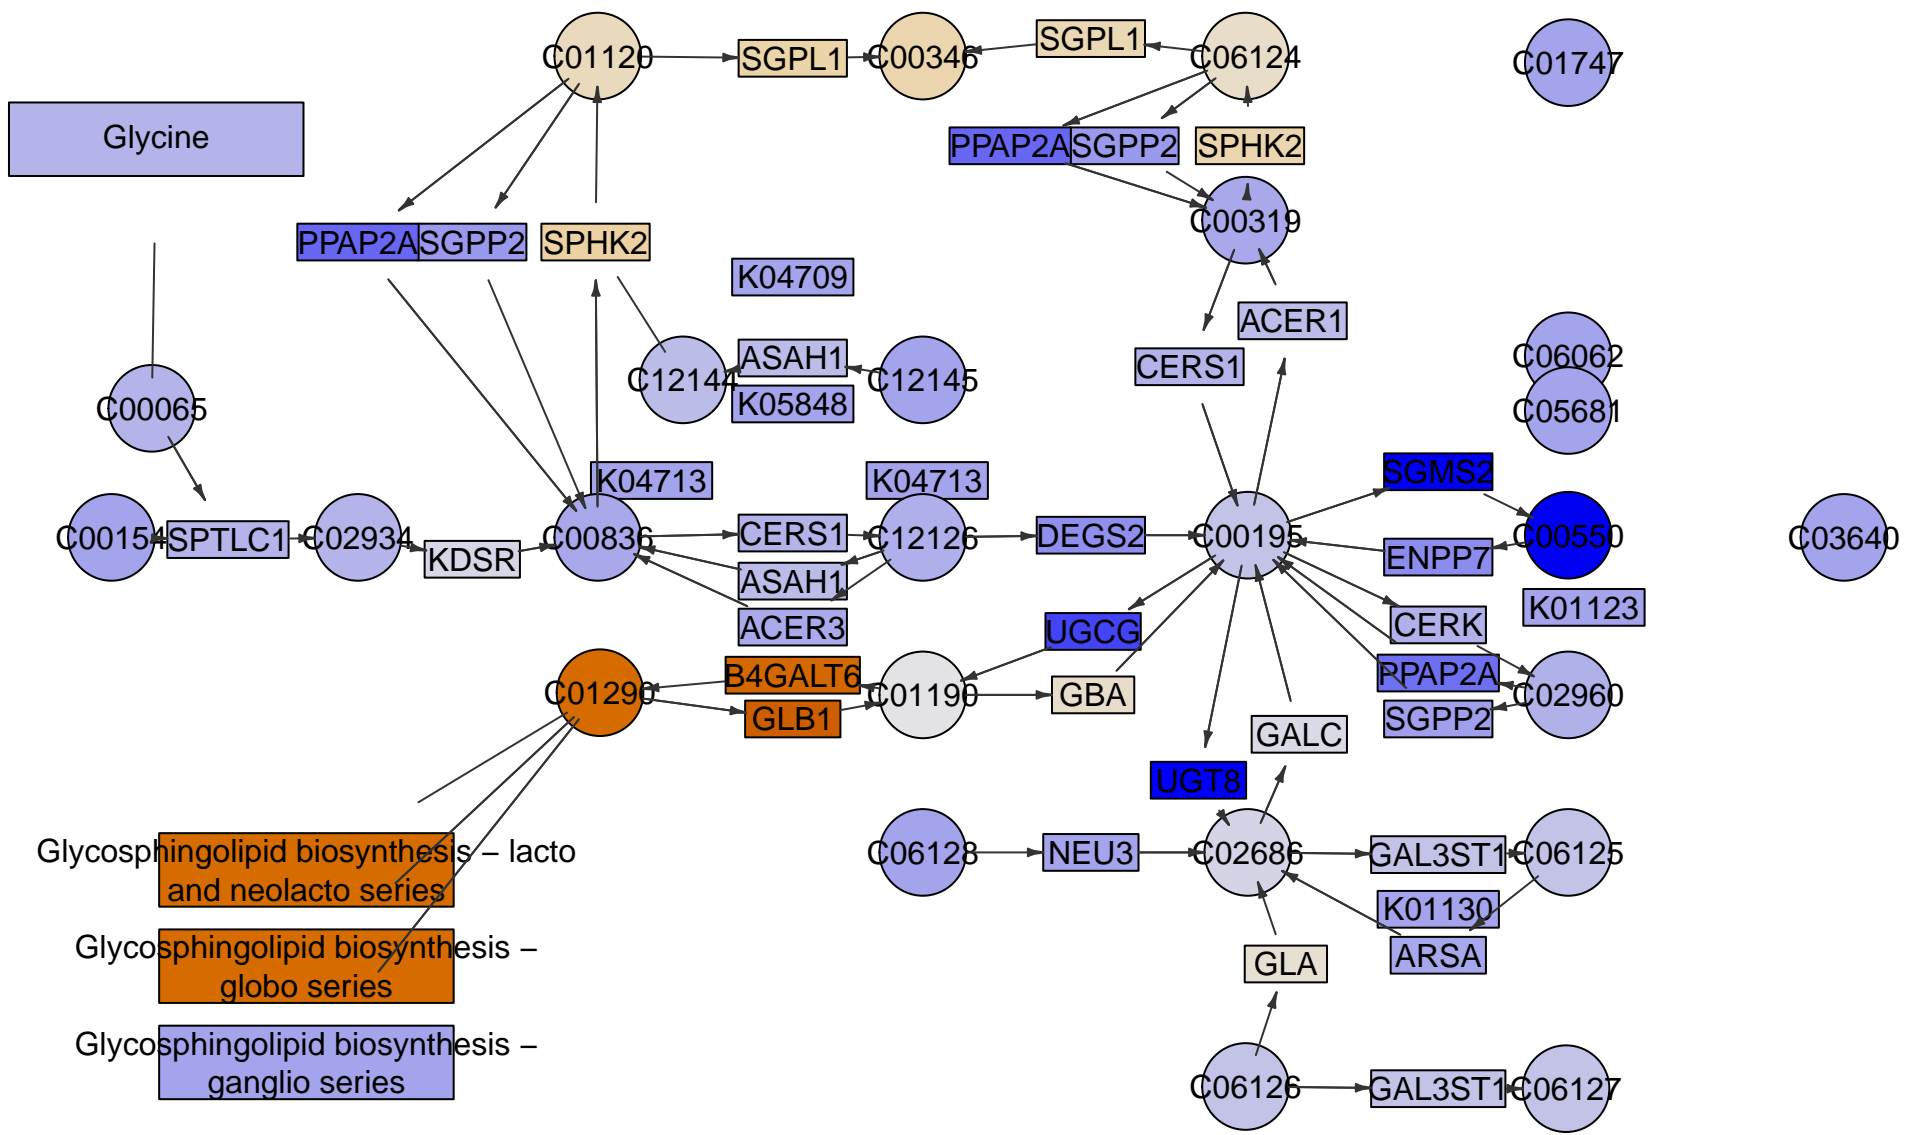 C01120
SGPL1
C00346
SGPL1
C06124
C01747
Glycine
PPAP2A
SGPP2
SPHK2
C00319
PPAP2A
SGPP2
SPHK2
K04709
ACER1
C12144
ASAH1
C12145
K05848
CERS1
C06062
C05681
C00065
K04713
K04713
SGMS2
C00154
SPTLC1
C02934
KDSR
C00836
CERS1
C12126
DEGS2
C00195
ENPP7
C00550
C03640
ASAH1
ACER3
UGCG
CERK
K01123
B4GALT6
C01290
GLB1
C01190
GBA
PPAP2A
SGPP2
C02960
GALC
UGT8
Glycosphingolipid biosynthesis – lacto
and neolacto series
C06128
NEU3
C02686
GAL3ST1
C06125
K01130
ARSA
Glycosphingolipid biosynthesis –
globo series
GLA
Glycosphingolipid biosynthesis –
ganglio series
C06126
GAL3ST1
C06127